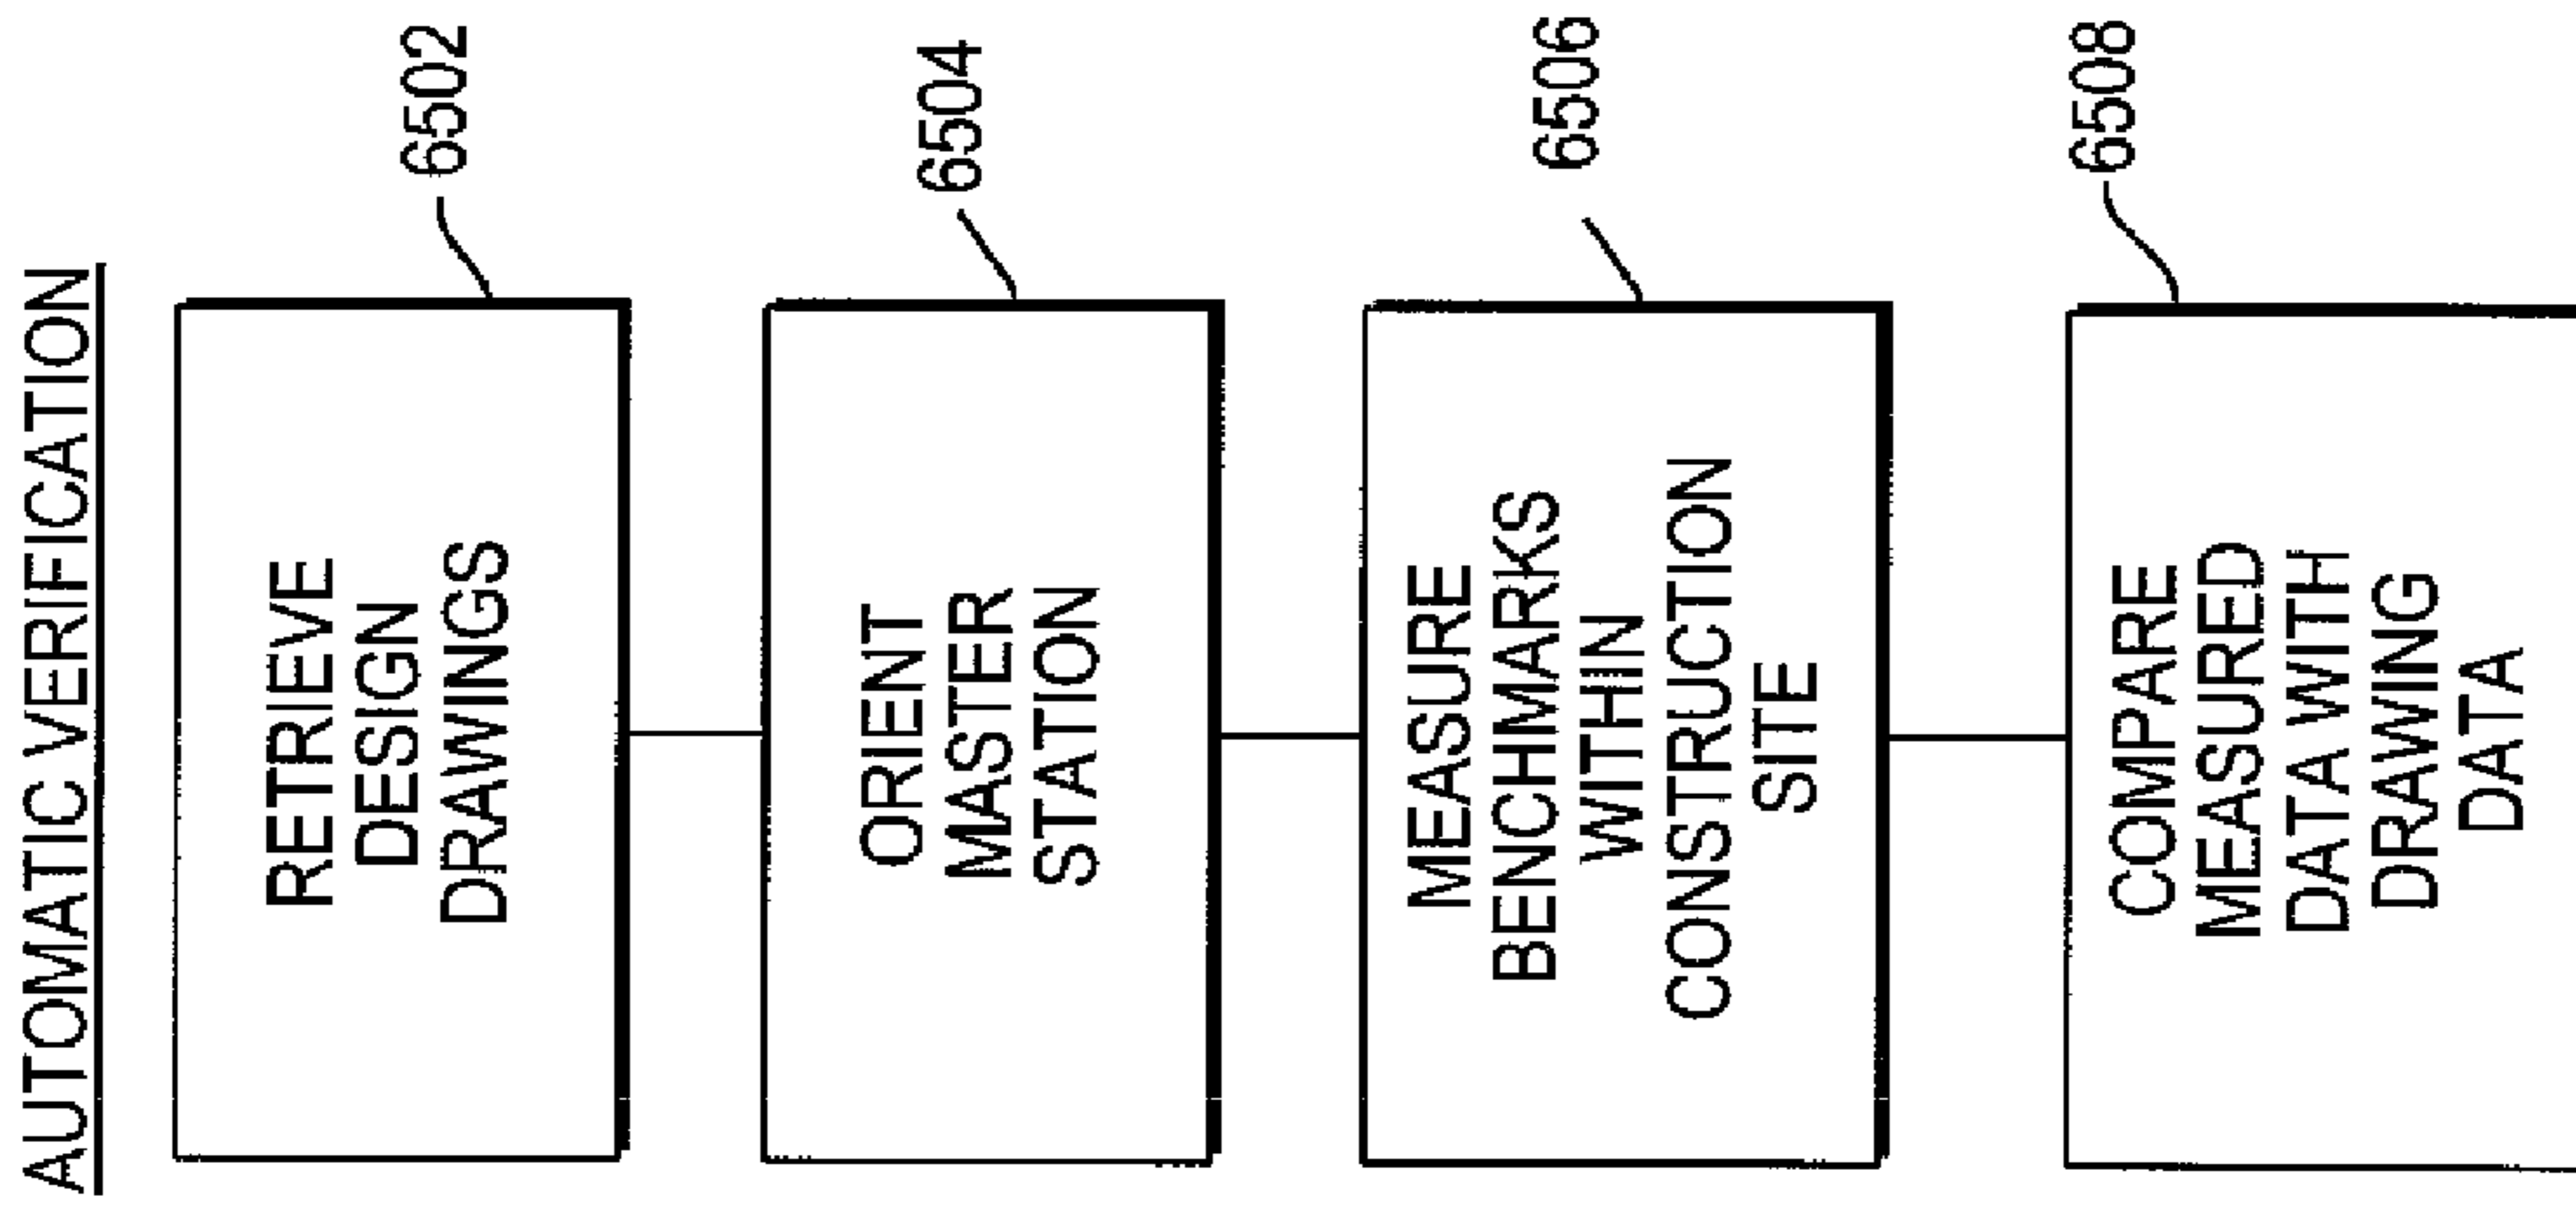 AUTOMATIC VERIFICATION
RETRIEVE
DESIGN
DRAWINGS
6502
ORIENT
MASTER
STATION
6504
MEASURE
BENCHMARKS
WITHIN
CONSTRUCTION
SITE
6506
COMPARE
MEASURED
DATA WITH
DRAWING
DATA
6508